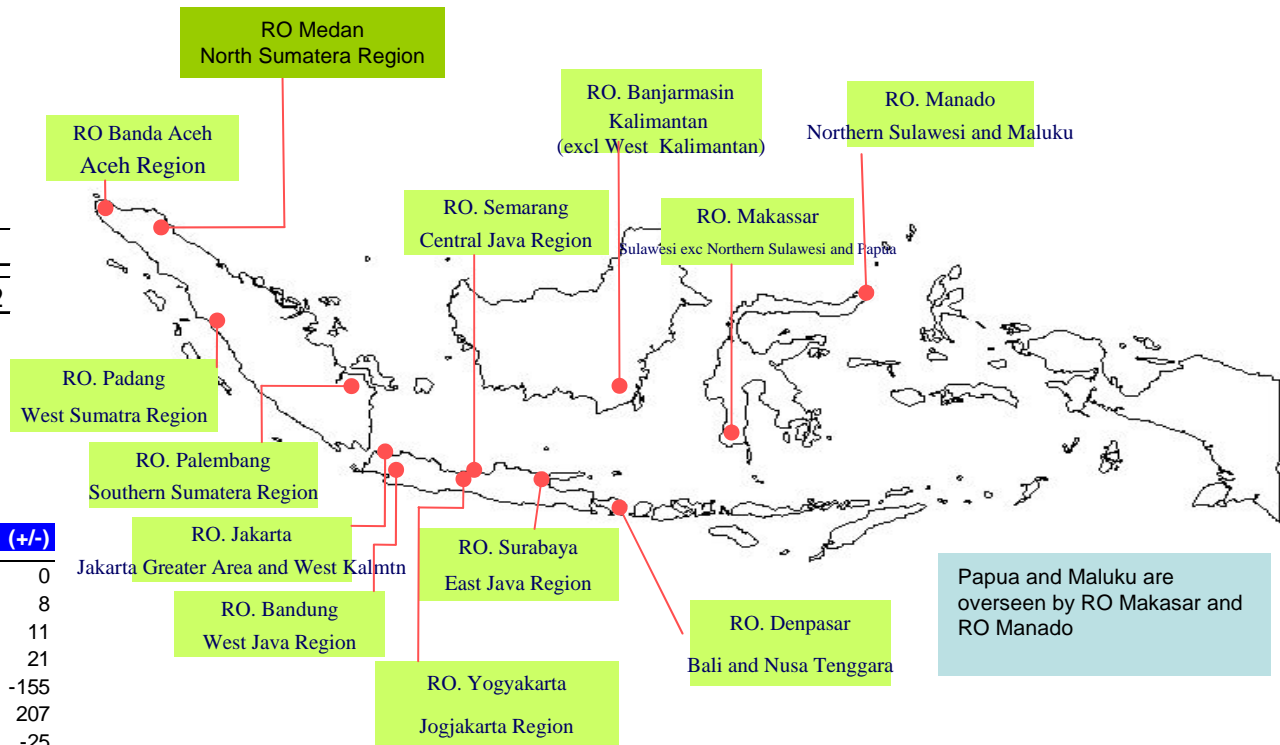 RO Medan
North Sumatera Region
RO Banda Aceh
Aceh Region
RO. Banjarmasin
Kalimantan
(excl West Kalimantan)
RO. Manado
Northern Sulawesi and Maluku
RO. Semarang
Central Java Region
RO. Makassar
Sulawesi exc Northern Sulawesi and Papua
2
RO. Padang
West Sumatra Region
RO. Palembang
Southern Sumatera Region
RO. Jakarta
Jakarta Greater Area and West Kalmtn
RO. Bandung
West Java Region
RO. Surabaya
East Java Region
RO. Denpasar
Bali and Nusa Tenggara
RO. Yogyakarta
Jogjakarta Region
Papua and Maluku are
overseen by RO Makasar and
RO Manado
(+/-)
0
8
11
21
-155
207
-25